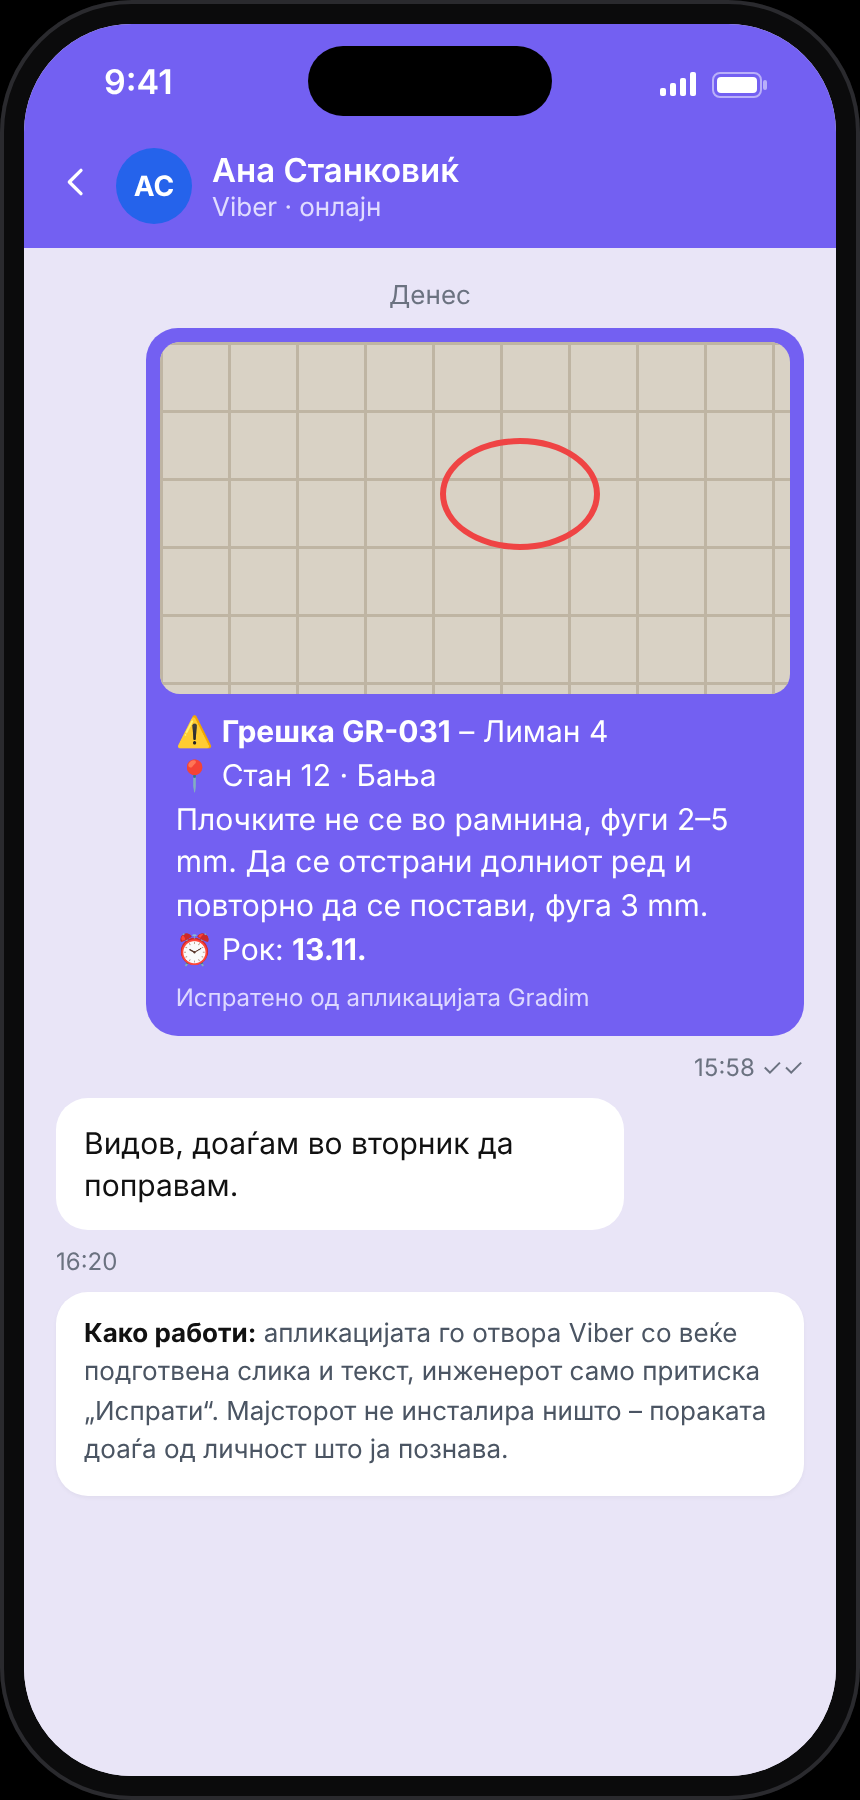 9:41
АС
Ана Станковиќ
Viber · онлајн
Денес
⚠️ Грешка GR-031 – Лиман 4
📍 Стан 12 · Бања
Плочките не се во рамнина, фуги 2–5
mm. Да се отстрани долниот ред и
повторно да се постави, фуга 3 mm.
⏰ Рок: 13.11.
Испратено од апликацијата Gradim
15:58 ✓✓
Видов, доаѓам во вторник да
поправам.
16:20
Како работи: апликацијата го отвора Viber со веќе
подготвена слика и текст, инженерот само притиска
„Испрати“. Мајсторот не инсталира ништо – пораката
доаѓа од личност што ја познава.